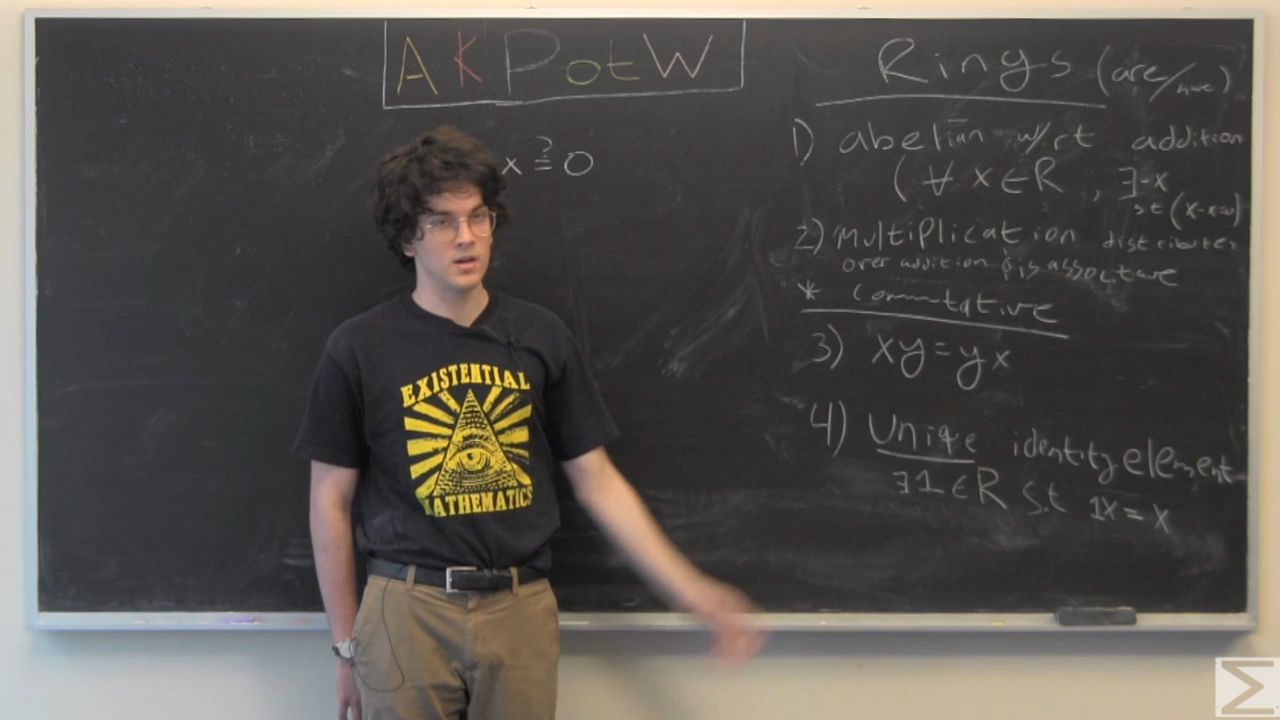 AKPotW
x ≟ 0
Rings (are/have)
1) abelian w/rt addition
(∀ x∈R , ∃-x
st (x-x=0)
2) Multiplication distributes
over addition & is associative
* Commutative
3) xy=yx
4) Unique identity element
∃1∈R s.t 1x=x
EXISTENTIAL
MATHEMATICS
Σ